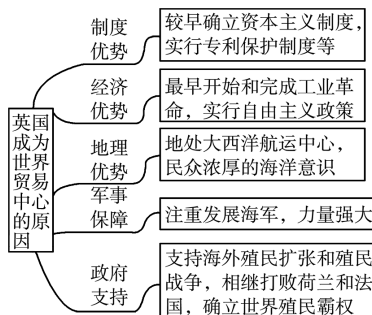 英国成为世界贸易中心的原因
制度
优势
较早确立资本主义制度，
实行专利保护制度等
经济
优势
最早开始和完成工业革
命，实行自由主义政策
地理
优势
地处大西洋航运中心，
民众浓厚的海洋意识
军事
保障
注重发展海军，力量强大
政府
支持
支持海外殖民扩张和殖民
战争，相继打败荷兰和法
国，确立世界殖民霸权